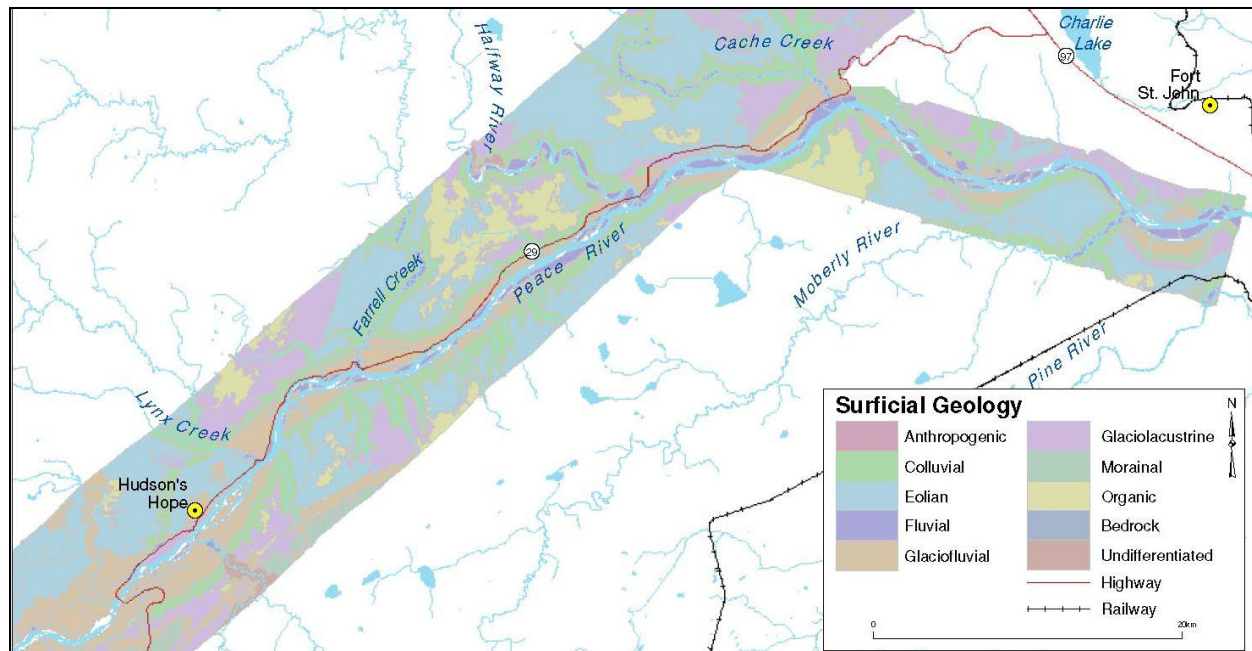 Halfway River
Cache Creek
Charlie
Lake
97
Fort
St. John
Farrell Creek
29
Peace River
Moberly River
Pine River
Lynx Creek
Hudson's
Hope
Surficial Geology
N
Anthropogenic
Colluvial
Eolian
Fluvial
Glaciofluvial
Glaciolacustrine
Morainal
Organic
Bedrock
Undifferentiated
Highway
Railway
0 20km